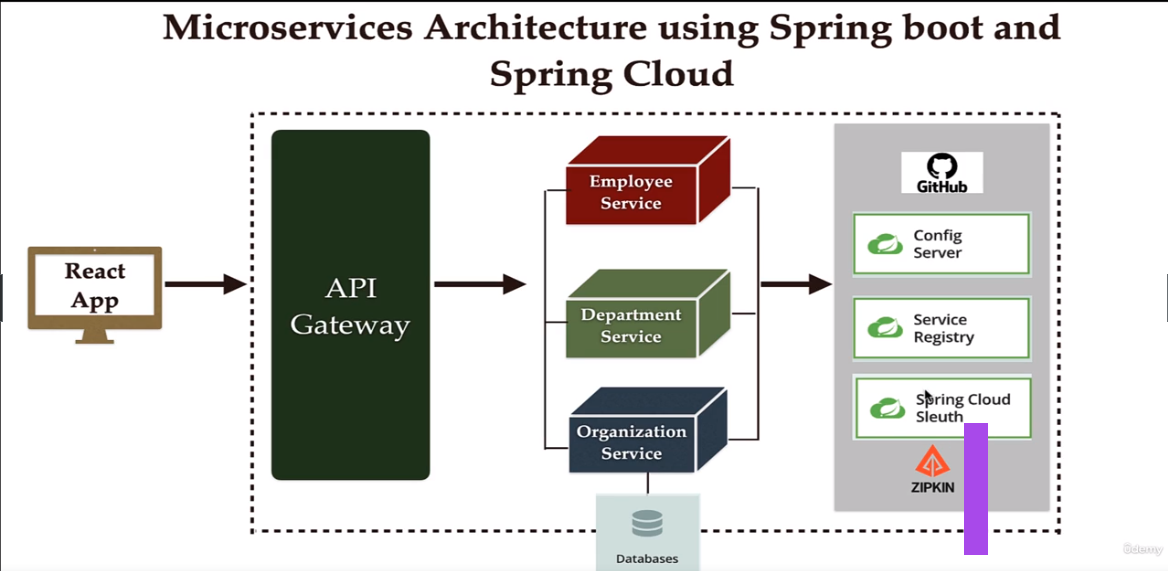 Microservices Architecture using Spring boot and
Spring Cloud
React
App
API
Gateway
Employee
Service
Department
Service
Organization
Service
Databases
GitHub
Config
Server
Service
Registry
Spring Cloud
Sleuth
ZIPKIN
ûdemy